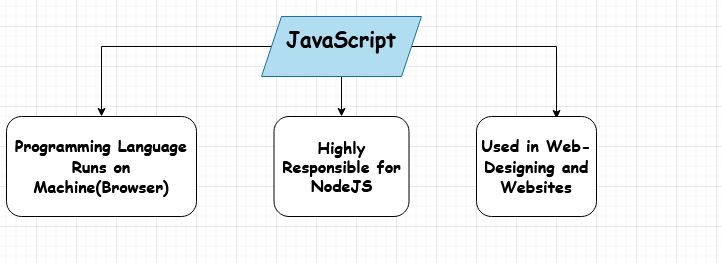 JavaScript
Programming Language
Runs on
Machine(Browser)
Highly
Responsible for
NodeJS
Used in Web-
Designing and
Websites